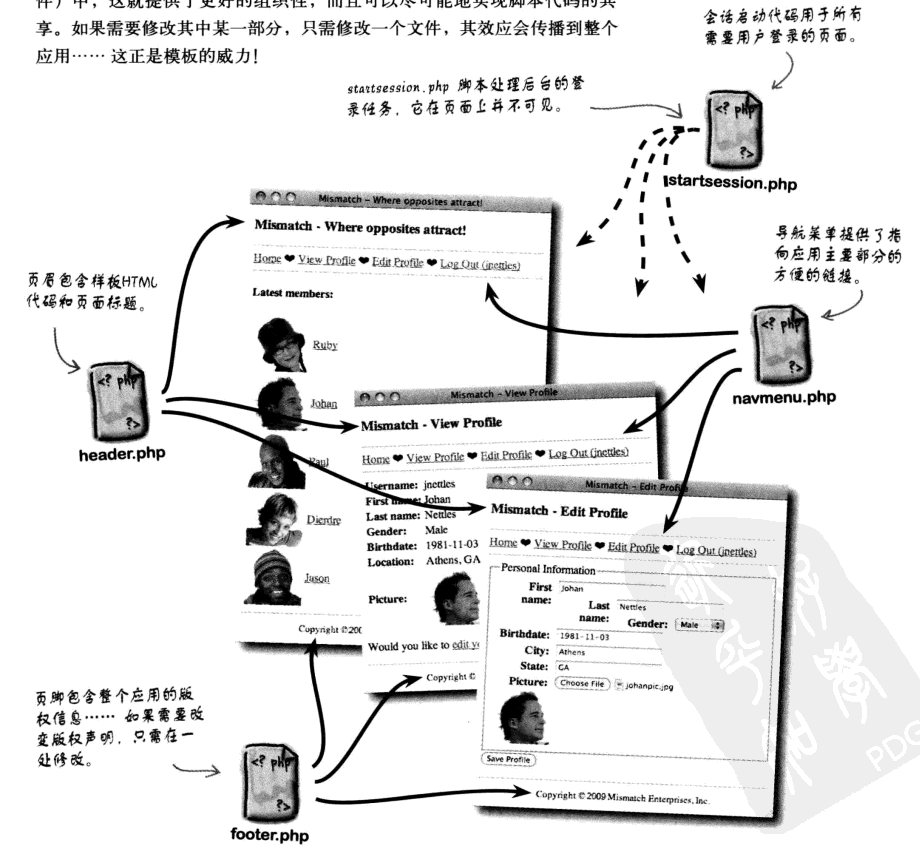 件）中，这就提供了更好的组织性，而且可以尽可能地实现脚本代码的共
享。如果需要修改其中某一部分，只需修改一个文件，其效应会传播到整个
应用…… 这正是模板的威力！
会话启动代码用于所有
需要用户登录的页面。
startsession.php 脚本处理后台的登
录任务，它在页面上并不可见。
<? php
?>
startsession.php
Mismatch - Where opposites attract!
Mismatch - Where opposites attract!
Home ❤ View Profile ❤ Edit Profile ❤ Log Out (jnettles)
Latest members:
Ruby
Johan
Paul
Dierdre
Jason
Copyright ©200
导航菜单提供了指
向应用主要部分的
方便的链接。
<? php
?>
navmenu.php
页眉包含样板HTML
代码和页面标题。
<? php
?>
header.php
Mismatch - View Profile
Mismatch - View Profile
Home ❤ View Profile ❤ Edit Profile ❤ Log Out (jnettles)
Username: jnettles
First name: Johan
Last name: Nettles
Gender: Male
Birthdate: 1981-11-03
Location: Athens, GA
Picture:
Would you like to edit y
Copyright ©
Mismatch - Edit Profile
Mismatch - Edit Profile
Home ❤ View Profile ❤ Edit Profile ❤ Log Out (jnettles)
Personal Information
First name: Johan
Last name: Nettles
Gender: Male
Birthdate: 1981-11-03
City: Athens
State: GA
Picture: Choose File johanpic.jpg
Save Profile
Copyright © 2009 Mismatch Enterprises, Inc.
页脚包含整个应用的版
权信息…… 如果需要改
变版权声明，只需在一
处修改。
<? php
?>
footer.php
PDG